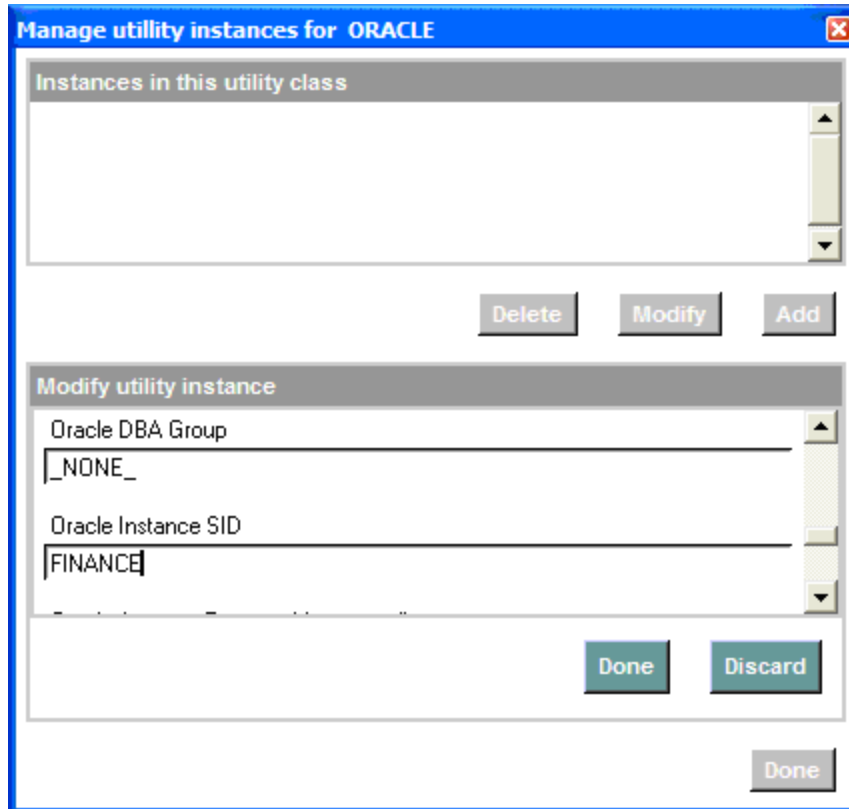 Manage utillity instances for ORACLE
Instances in this utility class
Delete Modify Add
Modify utility instance
Oracle DBA Group
_NONE_
Oracle Instance SID
FINANCE
Done Discard
Done